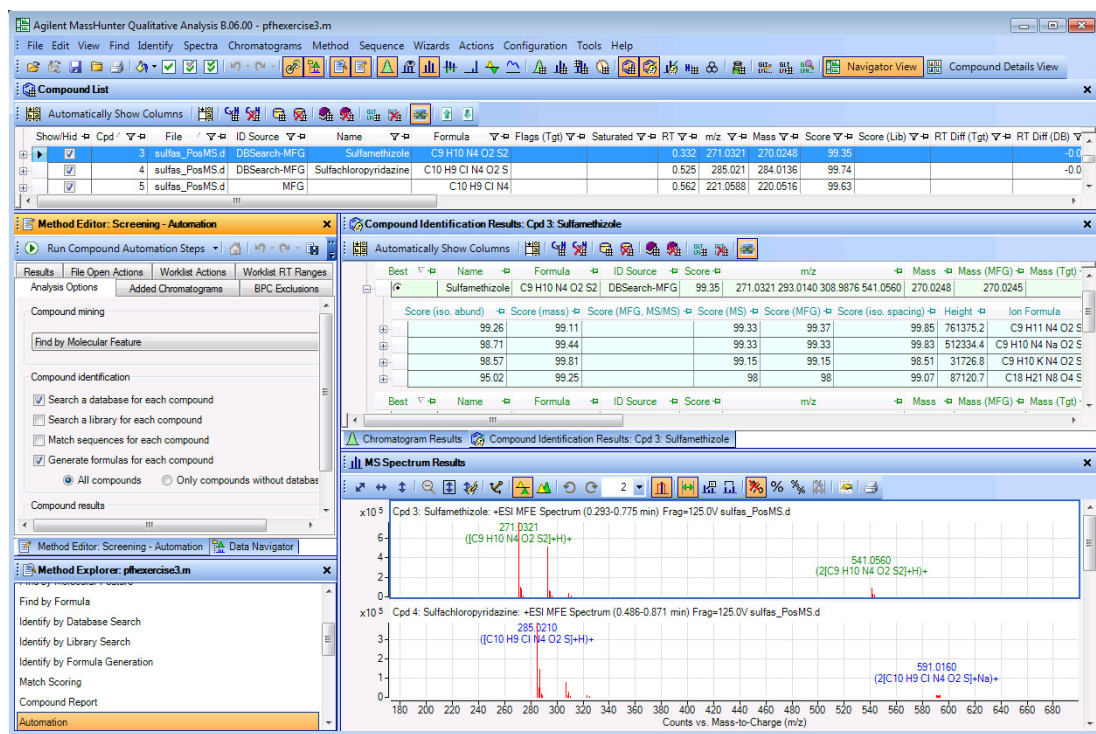 Agilent MassHunter Qualitative Analysis B.06.00 - pfhexercise3.m
File Edit View Find Identify Spectra Chromatograms Method Sequence Wizards Actions Configuration Tools Help
Navigator View Compound Details View
Compound List
Automatically Show Columns
Show/Hid Cpd File ID Source Name Formula Flags (Tgt) Saturated RT m/z Mass Score Score (Lib) RT Diff (Tgt) RT Diff (DB)
3 sulfas_PosMS.d DBSearch-MFG Sulfamethizole C9 H10 N4 O2 S2 0.332 271.0321 270.0248 99.35 -0.0
4 sulfas_PosMS.d DBSearch-MFG Sulfachloropyridazine C10 H9 Cl N4 O2 S 0.525 285.021 284.0136 99.74 -0.0
5 sulfas_PosMS.d MFG C10 H9 Cl N4 0.562 221.0588 220.0516 99.63
Method Editor: Screening - Automation
Run Compound Automation Steps
Results File Open Actions Worklist Actions Worklist RT Ranges
Analysis Options Added Chromatograms BPC Exclusions
Compound mining
Find by Molecular Feature
Compound identification
Search a database for each compound
Search a library for each compound
Match sequences for each compound
Generate formulas for each compound
All compounds Only compounds without databas
Compound results
Method Editor: Screening - Automation Data Navigator
Method Explorer: pfhexercise3.m
Find by Molecular Feature
Find by Formula
Identify by Database Search
Identify by Library Search
Identify by Formula Generation
Match Scoring
Compound Report
Automation
Compound Identification Results: Cpd 3: Sulfamethizole
Automatically Show Columns
Best Name Formula ID Source Score m/z Mass Mass (MFG) Mass (Tgt)
Sulfamethizole C9 H10 N4 O2 S2 DBSearch-MFG 99.35 271.0321 293.0140 308.9876 541.0560 270.0248 270.0245
Score (iso. abund) Score (mass) Score (MFG, MS/MS) Score (MS) Score (MFG) Score (iso. spacing) Height Ion Formula
99.26 99.11 99.33 99.37 99.85 761375.2 C9 H11 N4 O2 S
98.71 99.44 99.33 99.33 99.83 512334.4 C9 H10 N4 Na O2 S
98.57 99.81 99.15 99.15 98.51 31726.8 C9 H10 K N4 O2 S
95.02 99.25 98 98 99.07 87120.7 C18 H21 N8 O4 S
Best Name Formula ID Source Score m/z Mass Mass (MFG) Mass (Tgt)
Chromatogram Results Compound Identification Results: Cpd 3: Sulfamethizole
MS Spectrum Results
2
x10 5 Cpd 3: Sulfamethizole: +ESI MFE Spectrum (0.293-0.775 min) Frag=125.0V sulfas_PosMS.d
271.0321
([C9 H10 N4 O2 S2]+H)+
541.0560
(2[C9 H10 N4 O2 S2]+H)+
6
4
2
0
x10 5 Cpd 4: Sulfachloropyridazine: +ESI MFE Spectrum (0.486-0.871 min) Frag=125.0V sulfas_PosMS.d
285.0210
([C10 H9 Cl N4 O2 S]+H)+
591.0160
(2[C10 H9 Cl N4 O2 S]+Na)+
3
2
1
0
180 200 220 240 260 280 300 320 340 360 380 400 420 440 460 480 500 520 540 560 580 600 620 640 660 680
Counts vs. Mass-to-Charge (m/z)